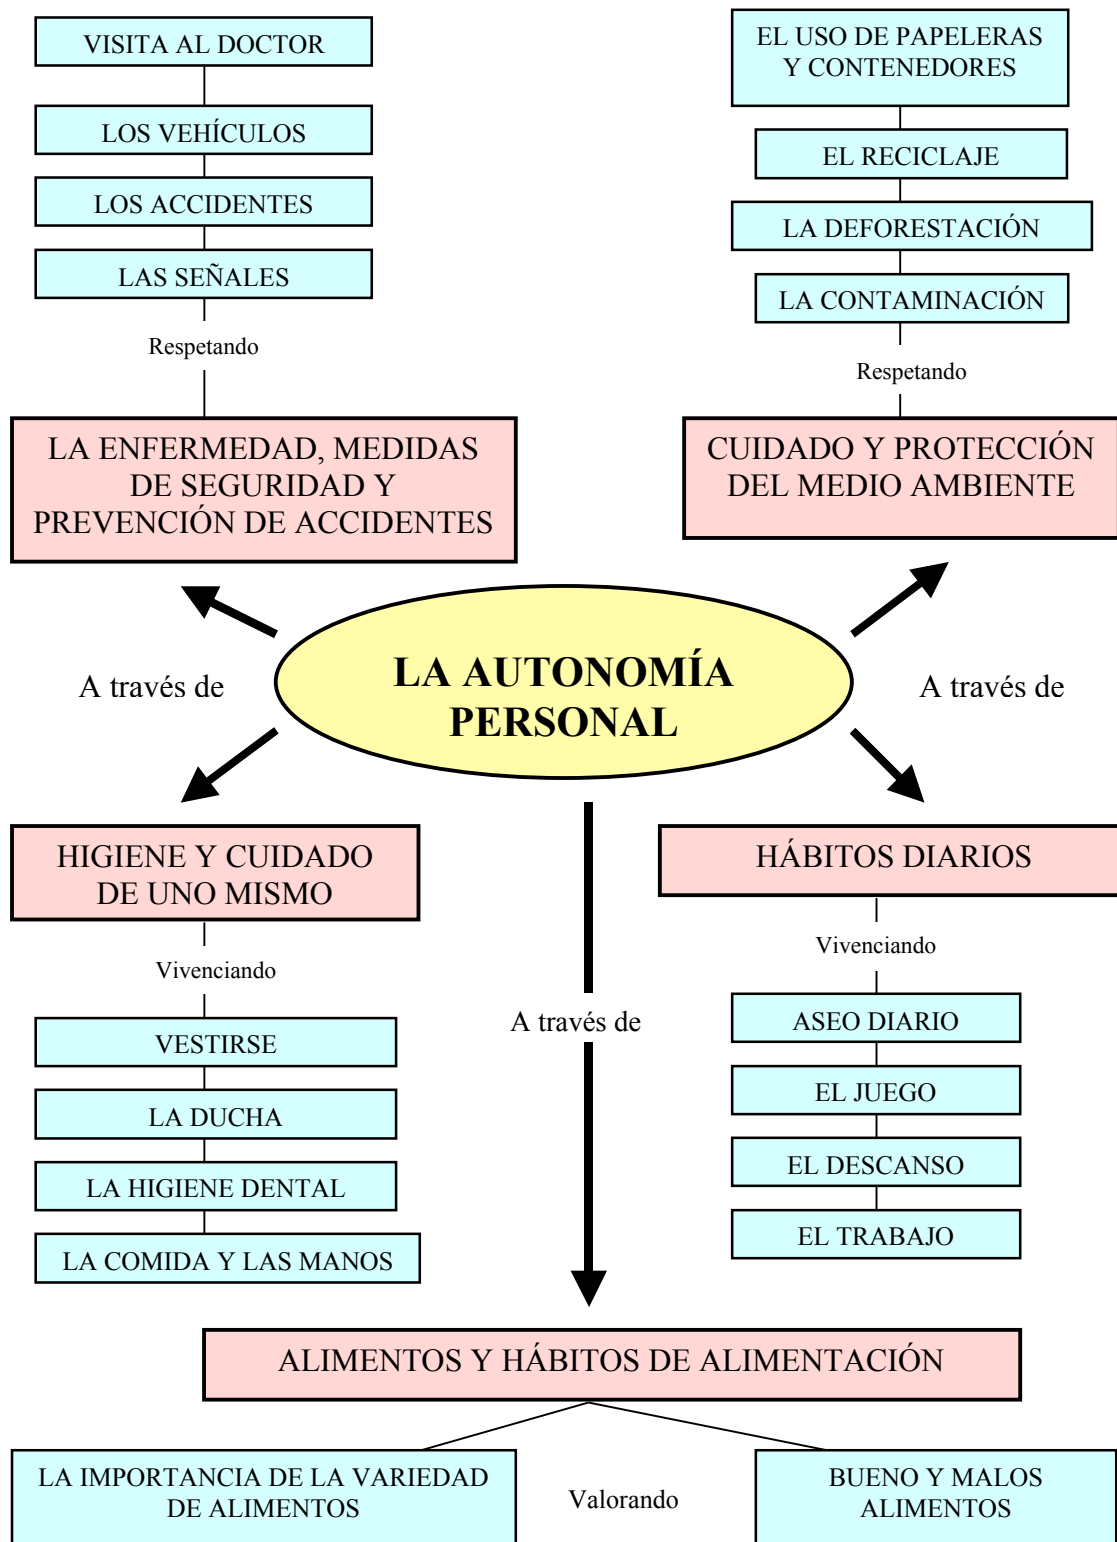 VISITA AL DOCTOR
LOS VEHÍCULOS
LOS ACCIDENTES
LAS SEÑALES
Respetando
LA ENFERMEDAD, MEDIDAS
DE SEGURIDAD Y
PREVENCIÓN DE ACCIDENTES
EL USO DE PAPELERAS
Y CONTENEDORES
EL RECICLAJE
LA DEFORESTACIÓN
LA CONTAMINACIÓN
Respetando
CUIDADO Y PROTECCIÓN
DEL MEDIO AMBIENTE
A través de
LA AUTONOMÍA
PERSONAL
A través de
HIGIENE Y CUIDADO
DE UNO MISMO
Vivenciando
VESTIRSE
LA DUCHA
LA HIGIENE DENTAL
LA COMIDA Y LAS MANOS
A través de
HÁBITOS DIARIOS
Vivenciando
ASEO DIARIO
EL JUEGO
EL DESCANSO
EL TRABAJO
ALIMENTOS Y HÁBITOS DE ALIMENTACIÓN
LA IMPORTANCIA DE LA VARIEDAD
DE ALIMENTOS
Valorando
BUENO Y MALOS
ALIMENTOS